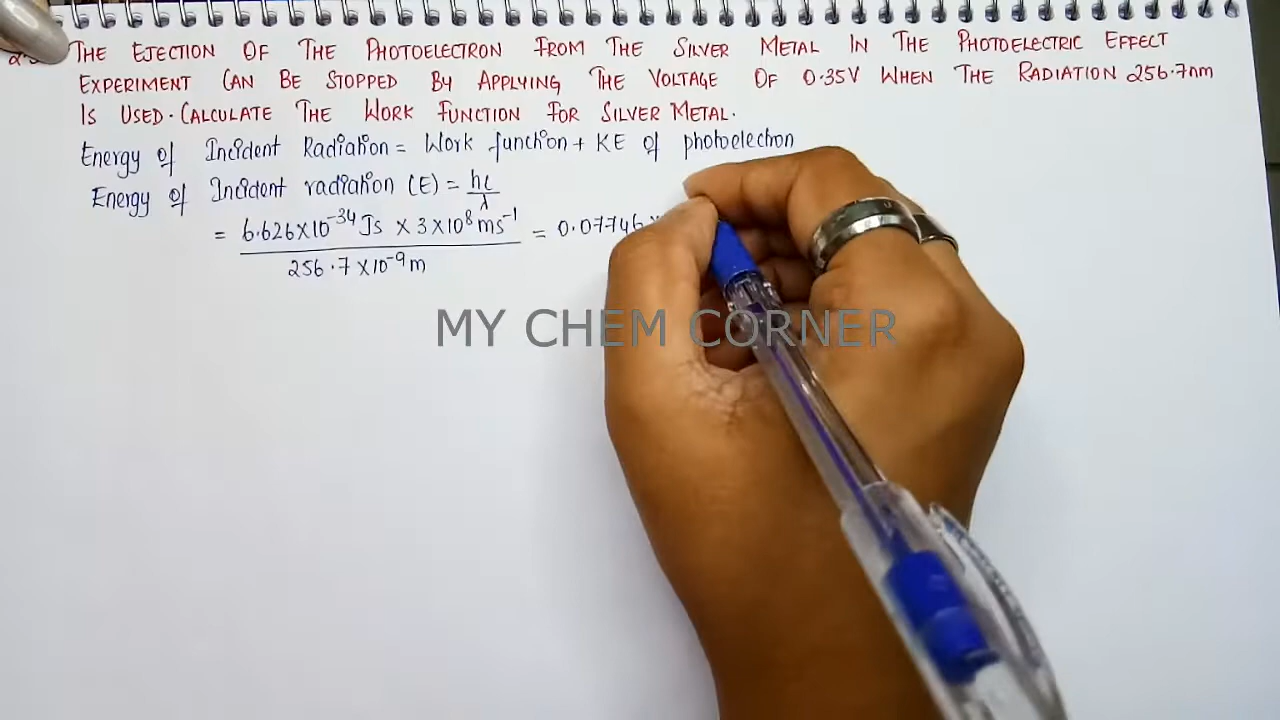 THE EJECTION OF THE PHOTOELECTRON FROM THE SILVER METAL IN THE PHOTOELECTRIC EFFECT
EXPERIMENT CAN BE STOPPED BY APPLYING THE VOLTAGE OF 0.35V WHEN THE RADIATION 256.7nm
IS USED. CALCULATE THE WORK FUNCTION FOR SILVER METAL.
Energy of Incident Radiation = Work function + KE of photoelectron
Energy of Incident radiation (E) = hc/λ
= 6.626×10⁻³⁴ Js × 3×10⁸ ms⁻¹ / 256.7×10⁻⁹ m = 0.07746
MY CHEM CORNER